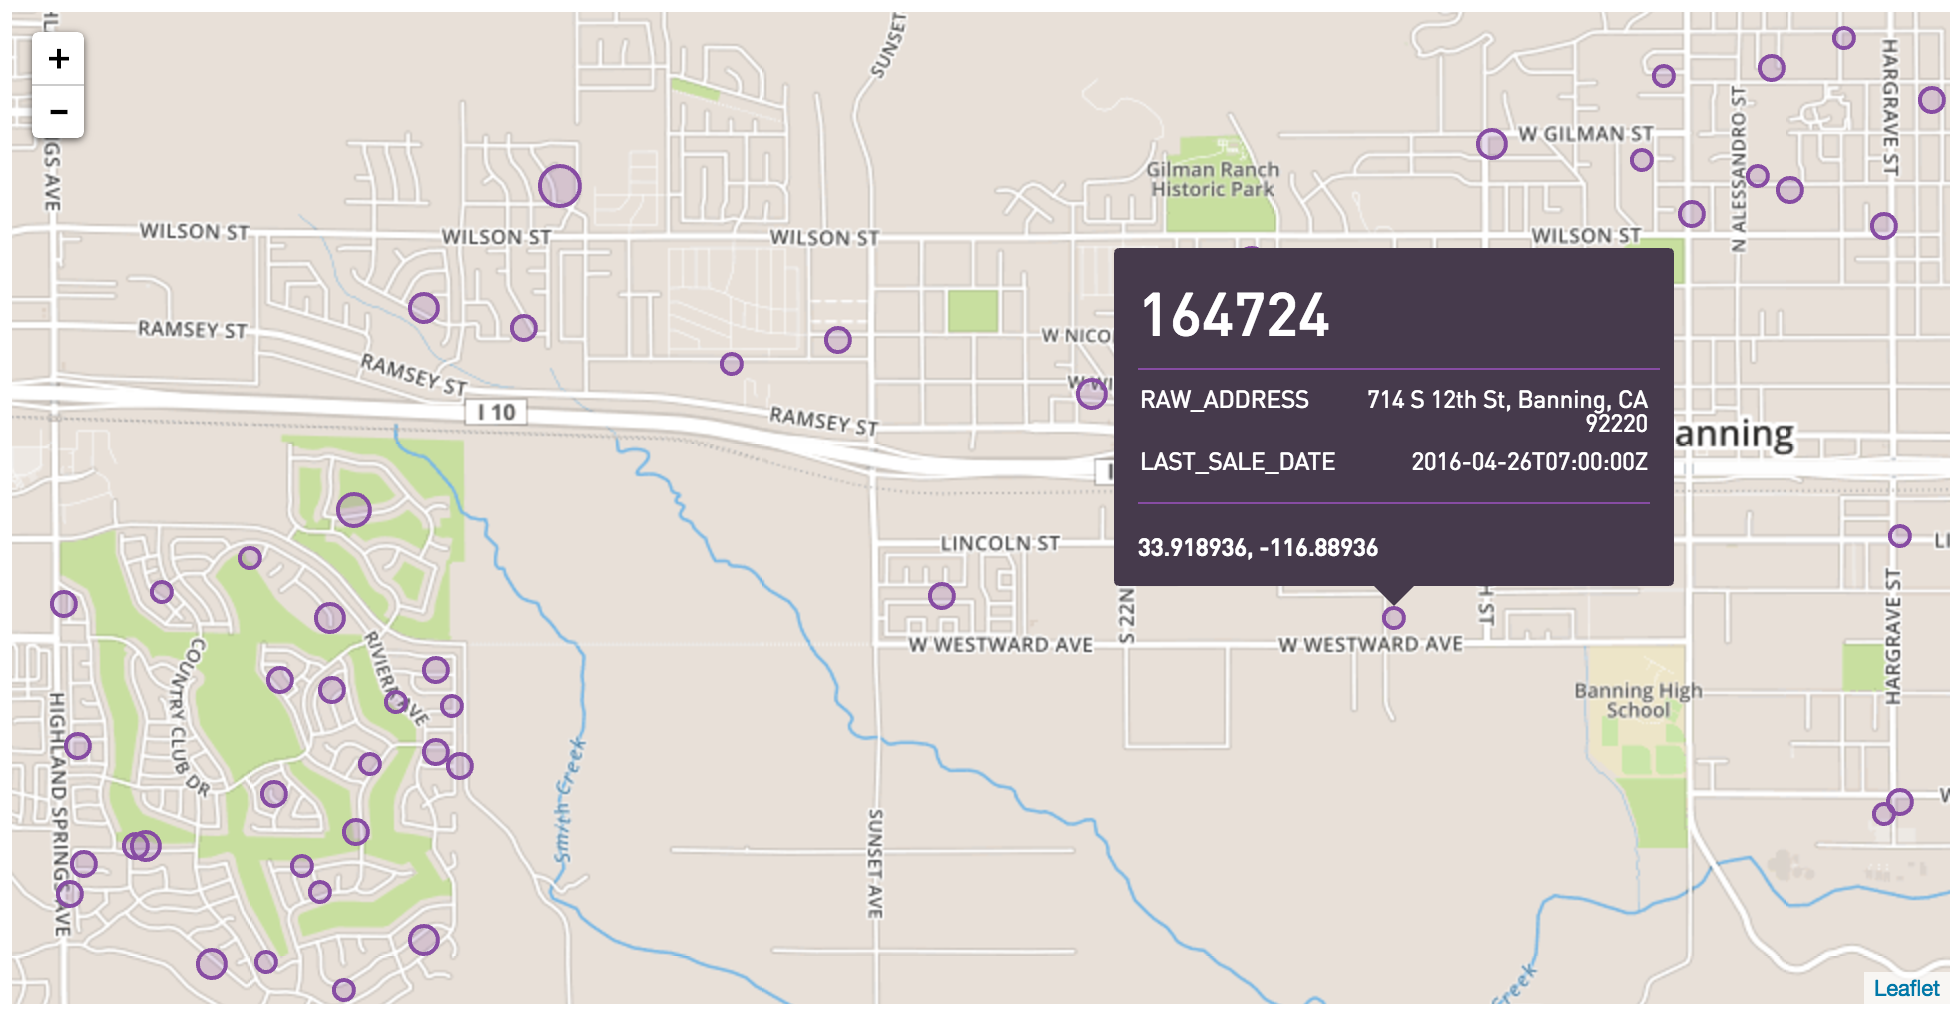 +
−
GS AVE
SUNSET
HARGRAVE ST
W GILMAN ST
N ALESSANDRO ST
Gilman Ranch
Historic Park
WILSON ST
WILSON ST
WILSON ST
WILSON ST
RAMSEY ST
RAMSEY ST
RAMSEY ST
I 10
W NICO
164724
RAW_ADDRESS 714 S 12th St, Banning, CA
92220
LAST_SALE_DATE 2016-04-26T07:00:00Z
33.918936, -116.88936
anning
LINCOLN ST
LI
S 22N
H ST
HARGRAVE ST
W WESTWARD AVE
W WESTWARD AVE
Banning High
School
COUNTRY CLUB DR
RIVIERA AVE
HIGHLAND SPRINGS AVE
Smith Creek
SUNSET AVE
W
Creek
Leaflet